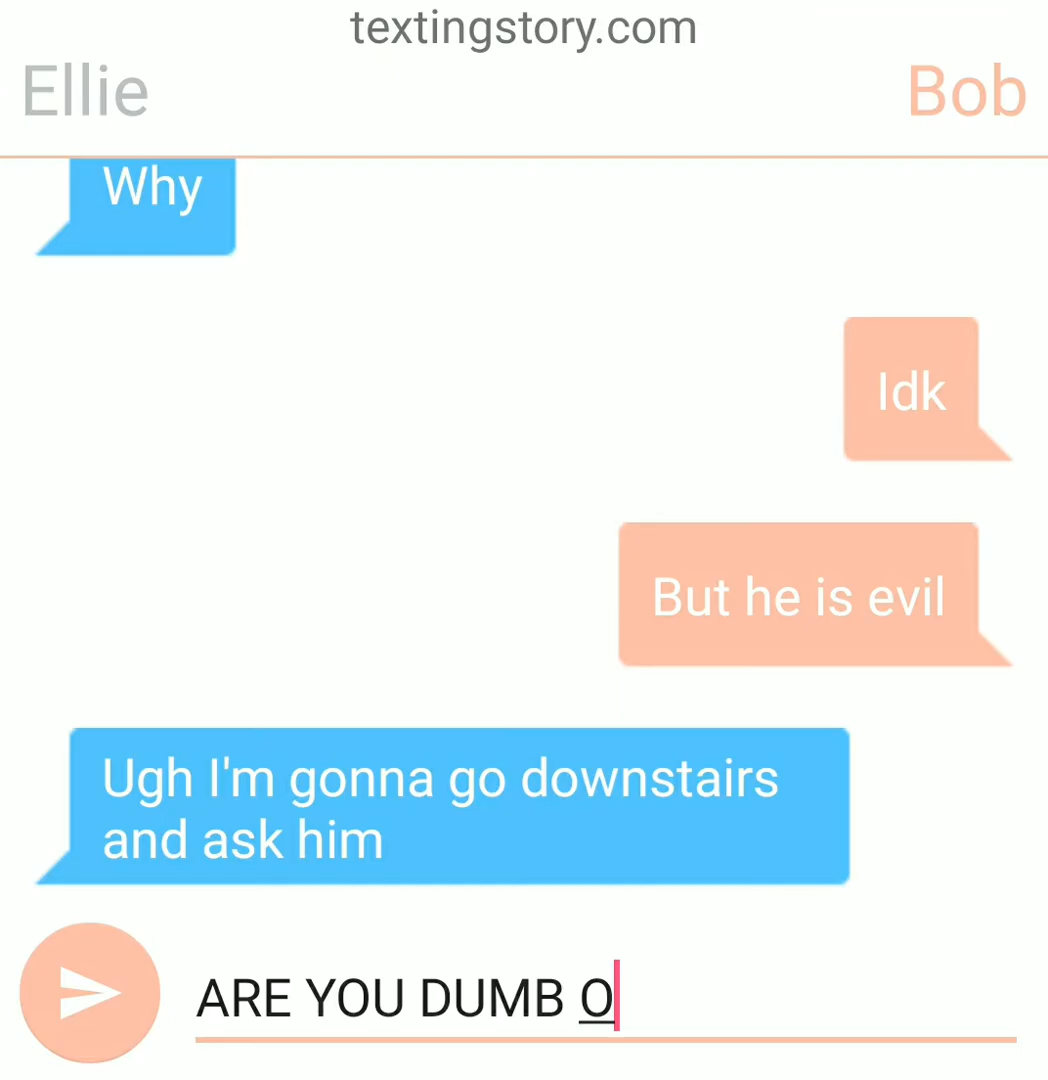 textingstory.com
Ellie
Bob
Why
Idk
But he is evil
Ugh I'm gonna go downstairs
and ask him
ARE YOU DUMB O